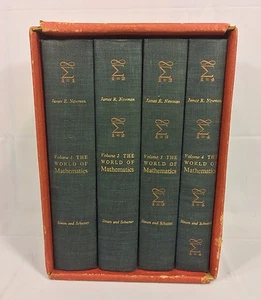 James R. Newman
Volume 1 THE
WORLD OF
Mathematics
Simon and Schuster
James R. Newman
Volume 2 THE
WORLD OF
Mathematics
Simon and Schuster
James R. Newman
Volume 3 THE
WORLD OF
Mathematics
Simon and Schuster
James R. Newman
Volume 4 THE
WORLD OF
Mathematics
Simon and Schuster